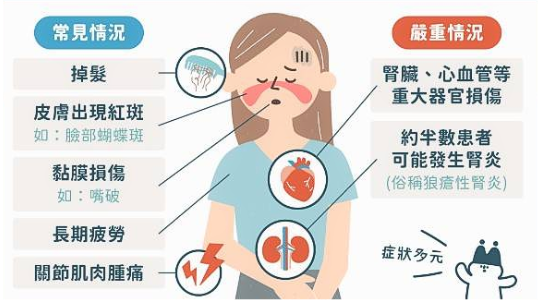 常見情況
掉髮
皮膚出現紅斑
如：臉部蝴蝶斑
黏膜損傷
如：嘴破
長期疲勞
關節肌肉腫痛
嚴重情況
腎臟、心血管等
重大器官損傷
約半數患者
可能發生腎炎
(俗稱狼瘡性腎炎)
症狀多元